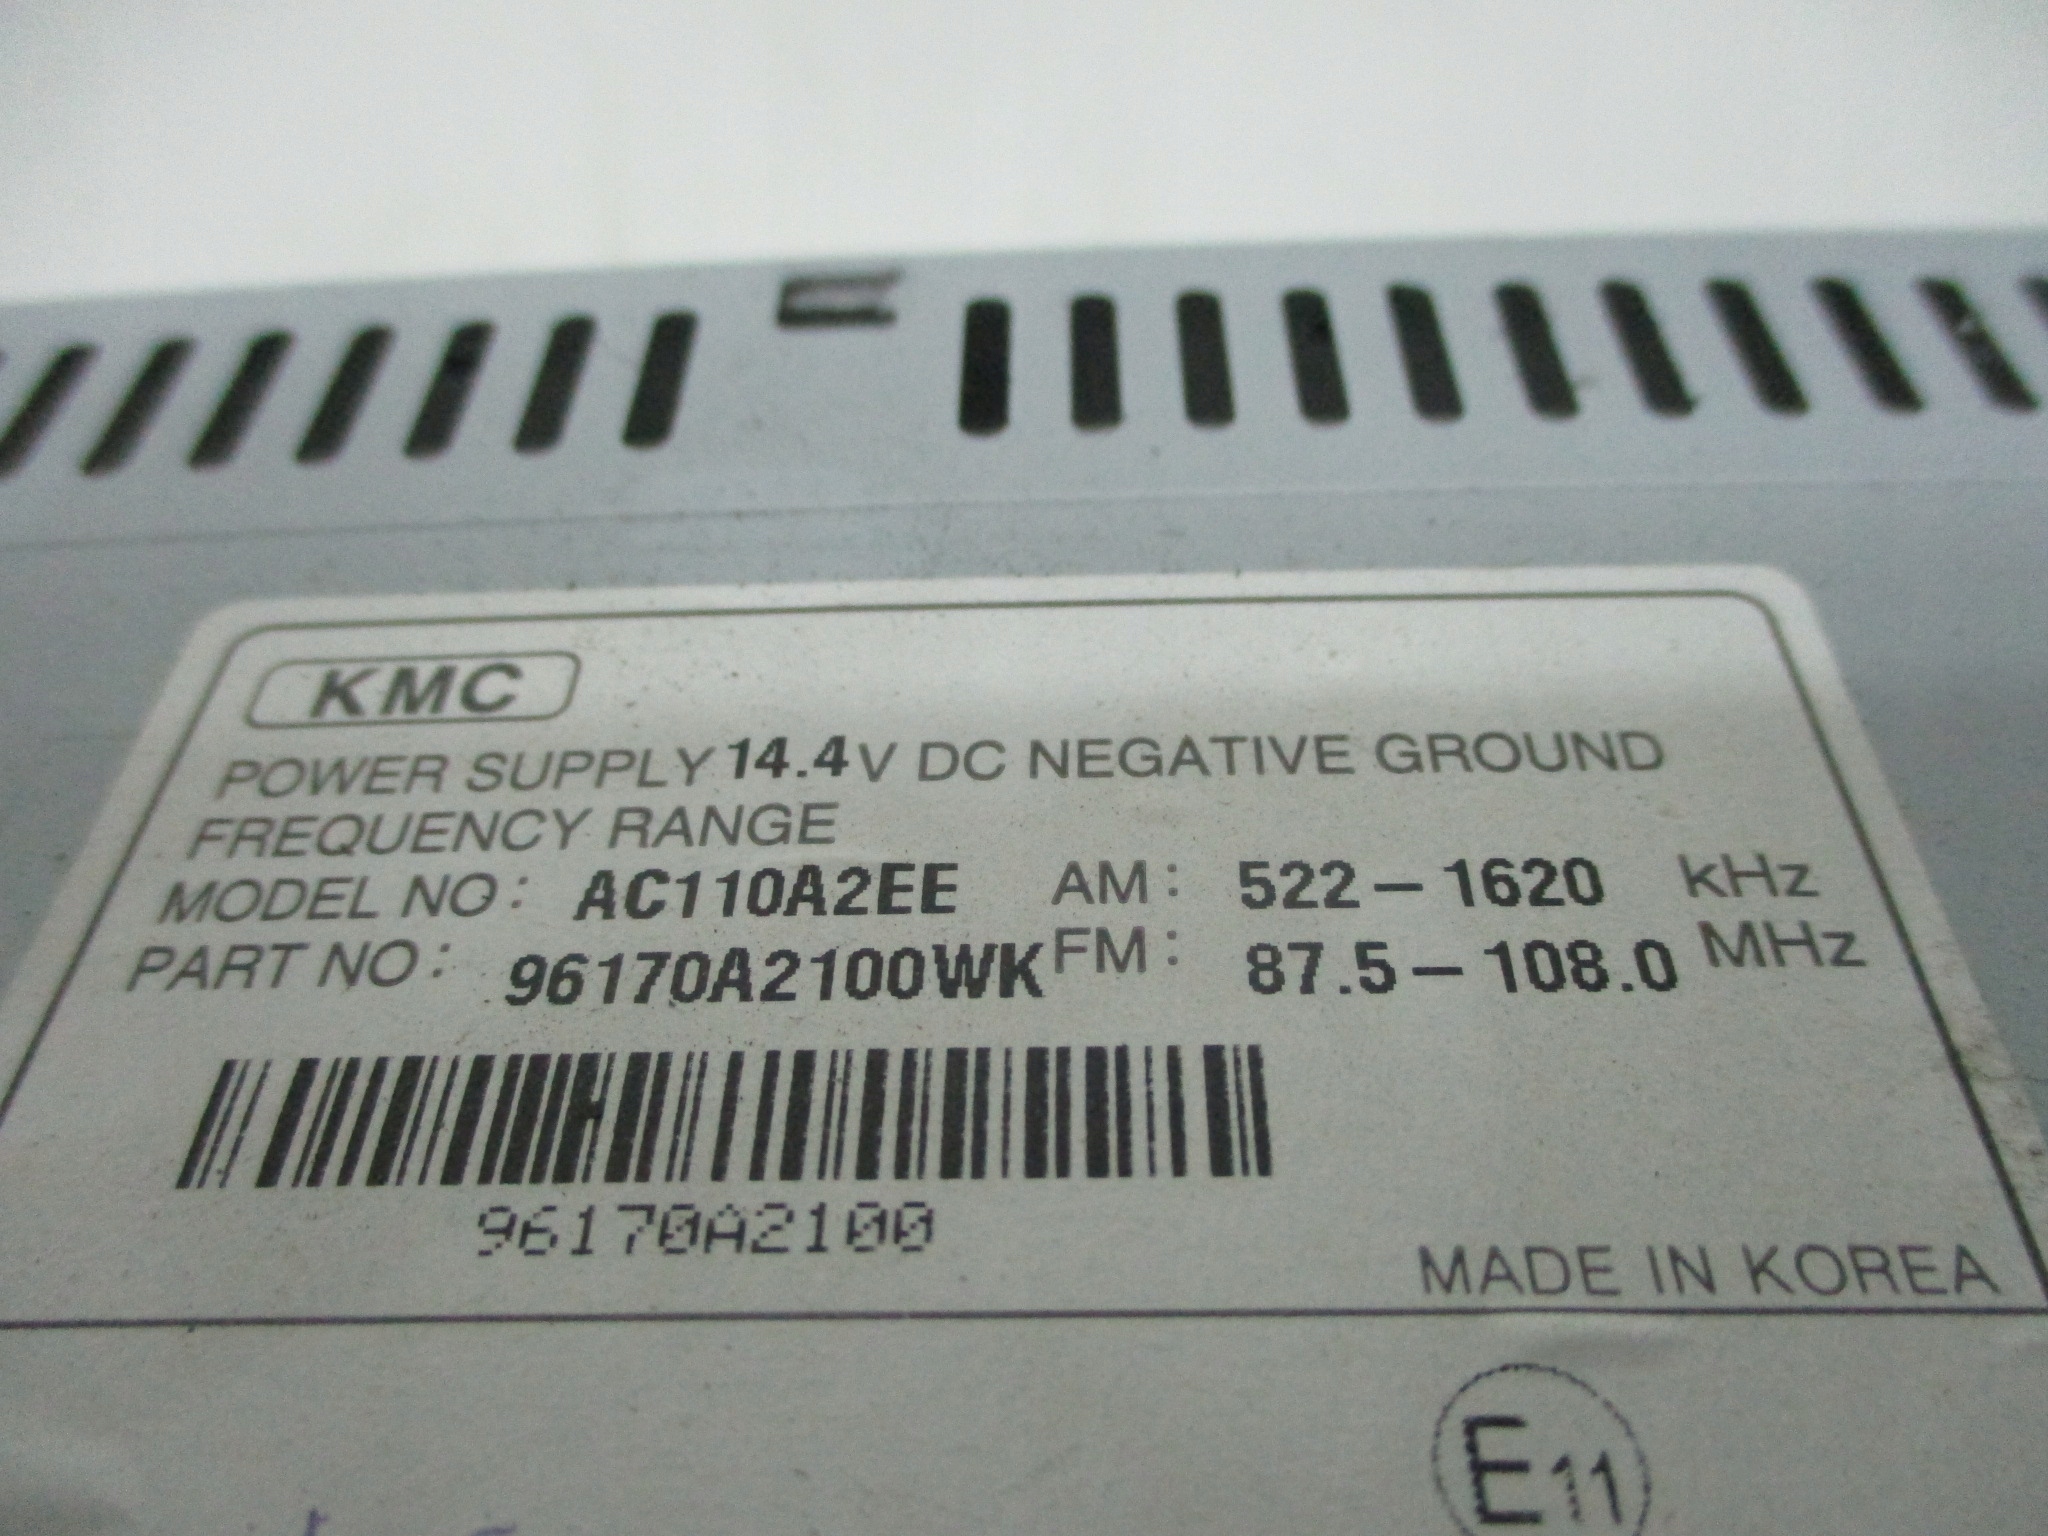 KMC
POWER SUPPLY 14.4 V DC NEGATIVE GROUND
FREQUENCY RANGE
MODEL NO: AC110A2EE AM: 522-1620 kHz
PART NO: 96170A2100WK FM: 87.5-108.0 MHz
96170A2100
MADE IN KOREA
E11